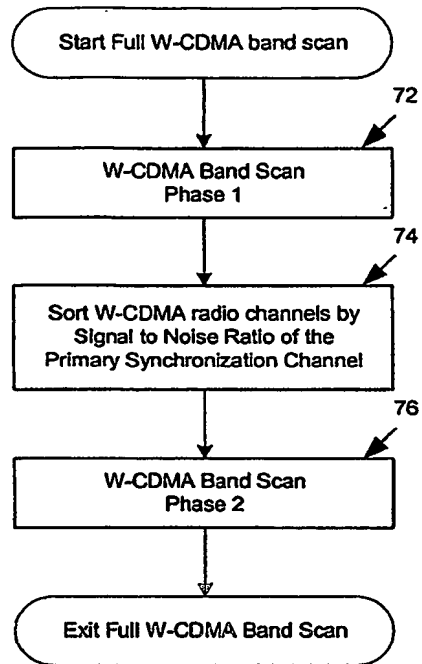 Start Full W-CDMA band scan
72
W-CDMA Band Scan
Phase 1
74
Sort W-CDMA radio channels by
Signal to Noise Ratio of the
Primary Synchronization Channel
76
W-CDMA Band Scan
Phase 2
Exit Full W-CDMA Band Scan